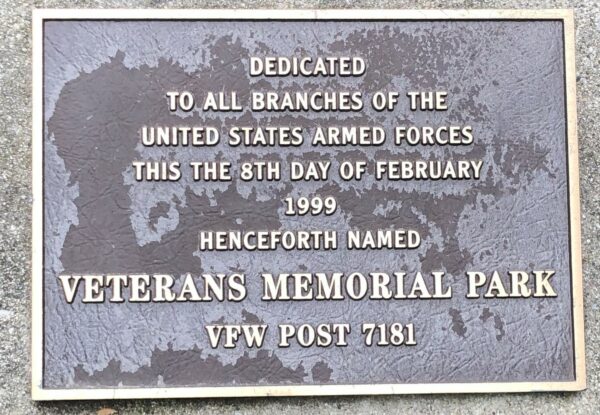 DEDICATED
TO ALL BRANCHES OF THE
UNITED STATES ARMED FORCES
THIS THE 8TH DAY OF FEBRUARY
1999
HENCEFORTH NAMED
VETERANS MEMORIAL PARK
VFW POST 7181